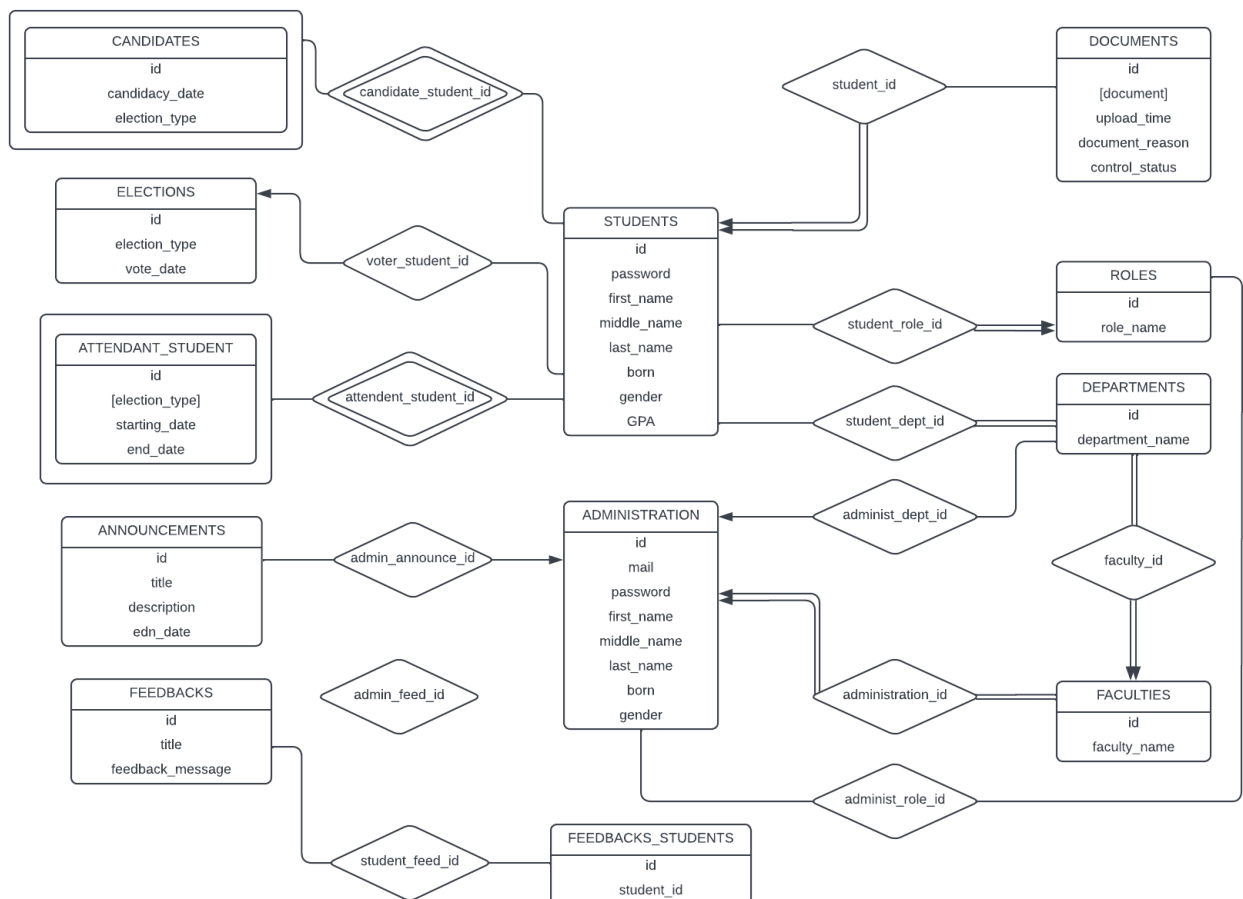 CANDIDATES
id
candidacy_date
election_type
candidate_student_id
student_id
DOCUMENTS
id
[document]
upload_time
document_reason
control_status
ELECTIONS
id
election_type
vote_date
voter_student_id
STUDENTS
id
password
first_name
middle_name
last_name
born
gender
GPA
student_role_id
ROLES
id
role_name
ATTENDANT_STUDENT
id
[election_type]
starting_date
end_date
attendent_student_id
student_dept_id
DEPARTMENTS
id
department_name
administ_dept_id
ANNOUNCEMENTS
id
title
description
edn_date
admin_announce_id
ADMINISTRATION
id
mail
password
first_name
middle_name
last_name
born
gender
faculty_id
FEEDBACKS
id
title
feedback_message
admin_feed_id
administration_id
FACULTIES
id
faculty_name
administ_role_id
student_feed_id
FEEDBACKS_STUDENTS
id
student_id